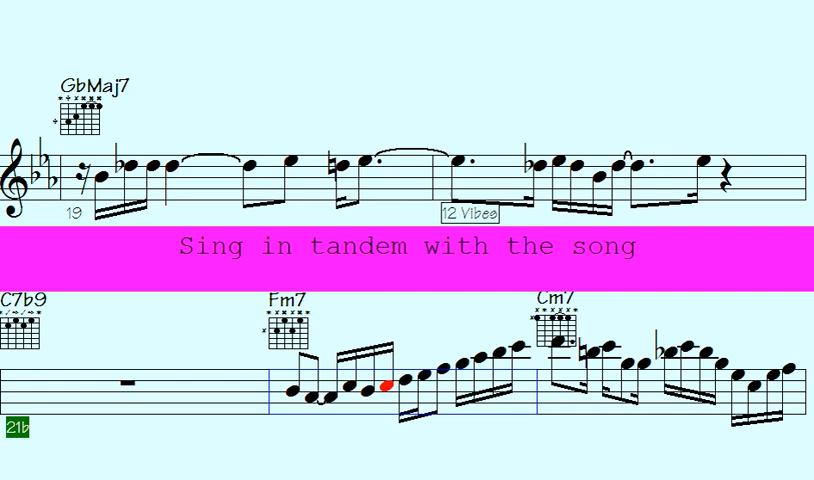 GbMaj7
19
12 Vibes
Sing in tandem with the song
C7b9 Fm7 Cm7
21b